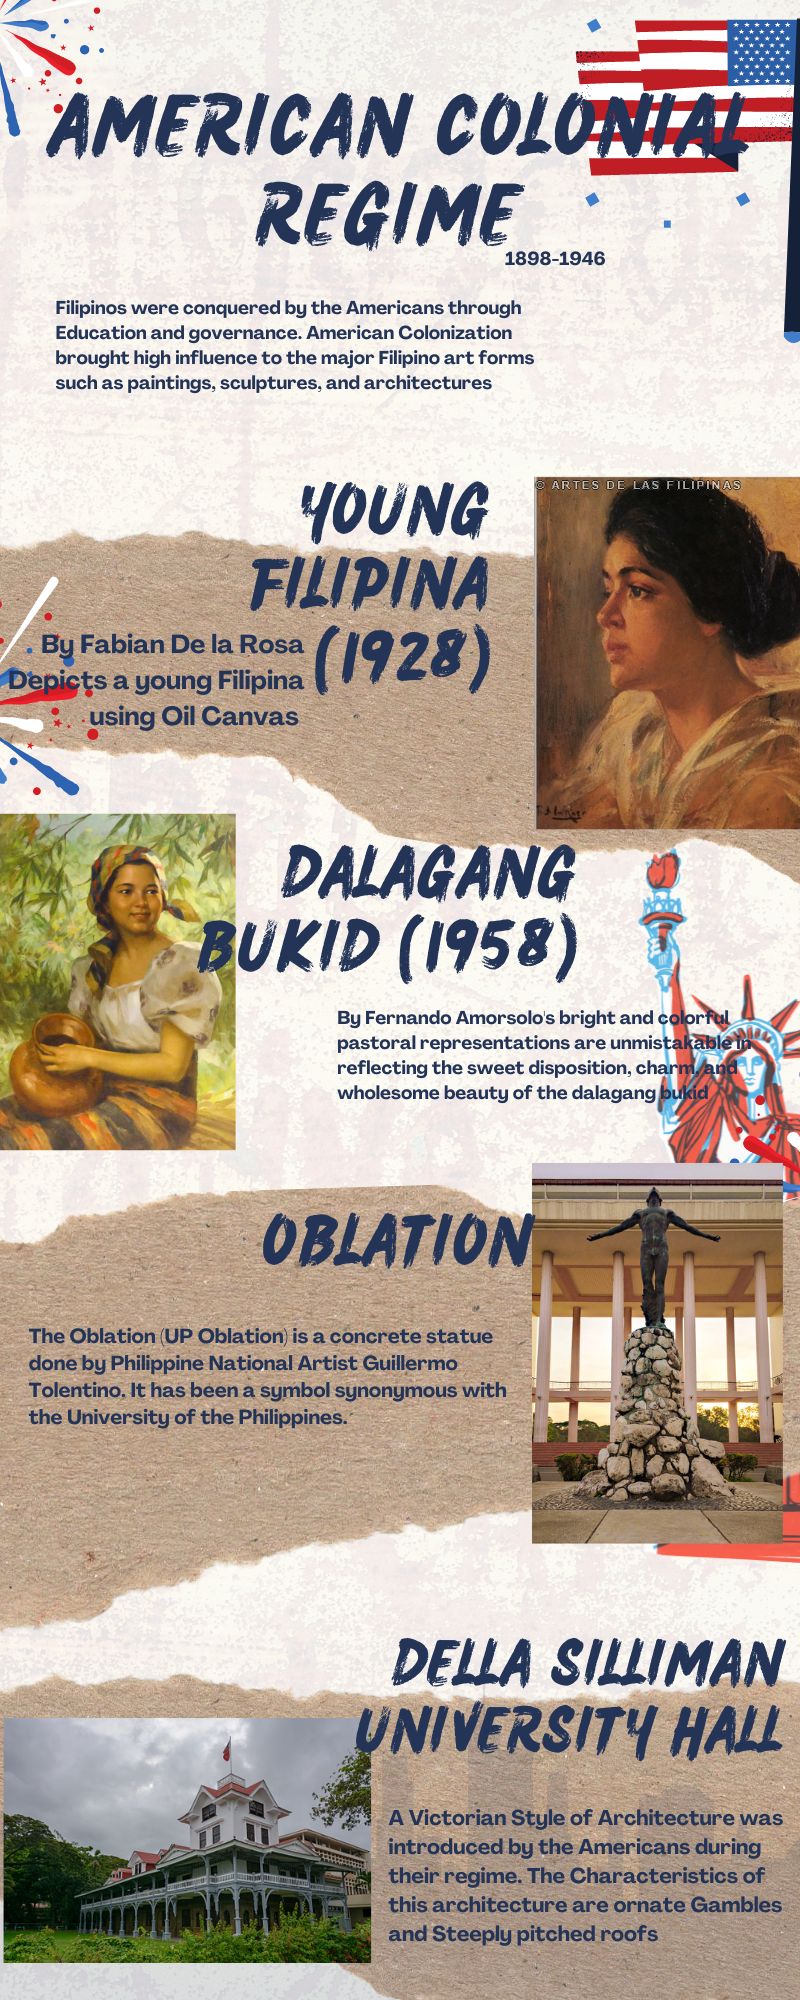 AMERICAN COLONIAL
REGIME
1898-1946
Filipinos were conquered by the Americans through
Education and governance. American Colonization
brought high influence to the major Filipino art forms
such as paintings, sculptures, and architectures
© ARTES DE LAS FILIPINAS
YOUNG
FILIPINA
(1928)
By Fabian De la Rosa
Depicts a young Filipina
using Oil Canvas
DALAGANG
BUKID (1958)
By Fernando Amorsolo's bright and colorful
pastoral representations are unmistakable in
reflecting the sweet disposition, charm, and
wholesome beauty of the dalagang bukid
OBLATION
The Oblation (UP Oblation) is a concrete statue
done by Philippine National Artist Guillermo
Tolentino. It has been a symbol synonymous with
the University of the Philippines.
DELLA SILLIMAN
UNIVERSITY HALL
A Victorian Style of Architecture was
introduced by the Americans during
their regime. The Characteristics of
this architecture are ornate Gambles
and Steeply pitched roofs